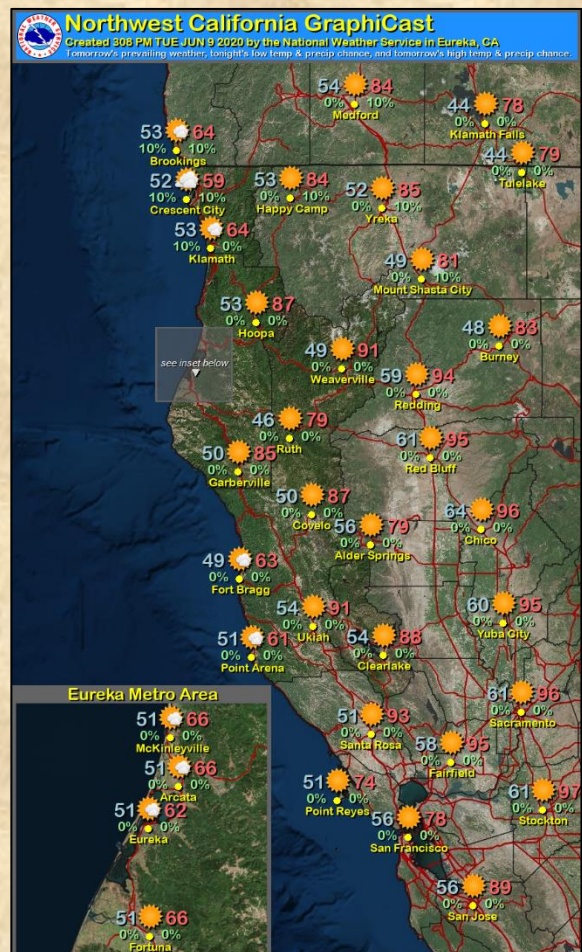 Northwest California GraphiCast
Created 308 PM TUE JUN 9 2020 by the National Weather Service in Eureka, CA
Tomorrow's prevailing weather, tonight's low temp & precip chance, and tomorrow's high temp & precip chance.
54 84
0% 10%
Medford
44 78
0% 0%
Klamath Falls
53 64
10% 10%
Brookings
44 79
0% 0%
Tulelake
52 59
10% 10%
Crescent City
53 84
0% 10%
Happy Camp
52 85
0% 10%
Yreka
53 64
10% 0%
Klamath
49 81
0% 10%
Mount Shasta City
53 87
0% 0%
Hoopa
48 83
0% 0%
Burney
see inset below
49 91
0% 0%
Weaverville
59 94
0% 0%
Redding
46 79
0% 0%
Ruth
61 95
0% 0%
Red Bluff
50 85
0% 0%
Garberville
50 87
0% 0%
Covelo
56 79
0% 0%
Alder Springs
64 96
0% 0%
Chico
49 63
0% 0%
Fort Bragg
54 91
0% 0%
Ukiah
60 95
0% 0%
Yuba City
51 61
0% 0%
Point Arena
54 88
0% 0%
Clearlake
61 96
0% 0%
Sacramento
51 93
0% 0%
Santa Rosa
58 95
0% 0%
Fairfield
51 74
0% 0%
Point Reyes
61 97
0% 0%
Stockton
56 78
0% 0%
San Francisco
56 89
0% 0%
San Jose
Eureka Metro Area
51 66
0% 0%
McKinleyville
51 66
0% 0%
Arcata
51 62
0% 0%
Eureka
51 66
0% 0%
Fortuna